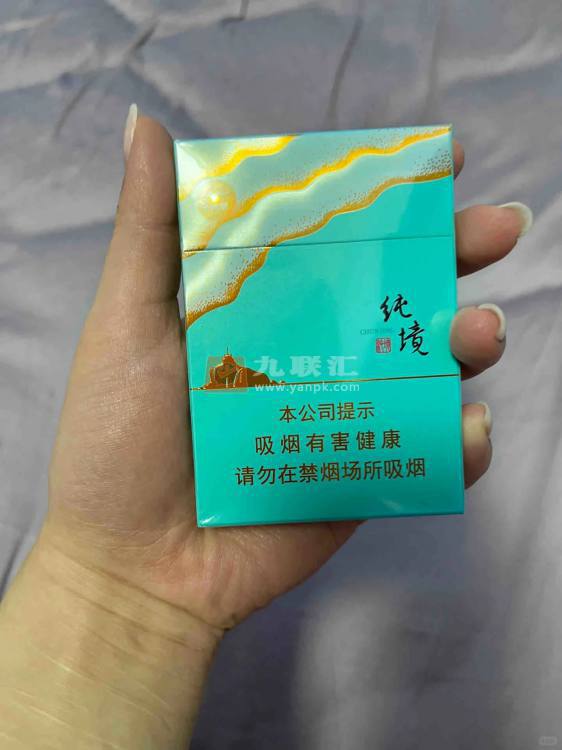 纯境
CHUNJING
九联汇
www.yanpk.com
本公司提示
吸烟有害健康
请勿在禁烟场所吸烟